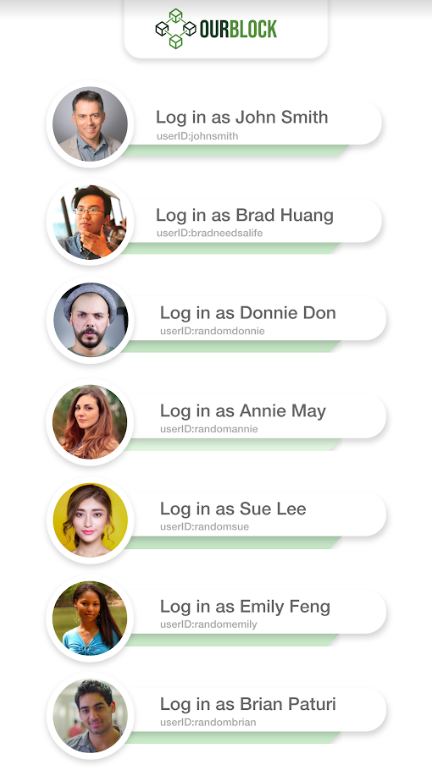 OURBLOCK
Log in as John Smith
userID:johnsmith
Log in as Brad Huang
userID:bradneedsalife
Log in as Donnie Don
userID:randomdonnie
Log in as Annie May
userID:randomannie
Log in as Sue Lee
userID:randomsue
Log in as Emily Feng
userID:randomemily
Log in as Brian Paturi
userID:randombrian